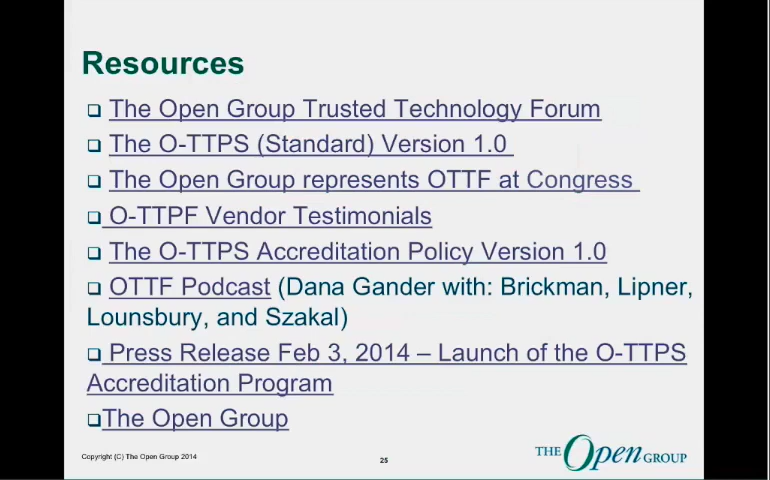 Resources
❑ The Open Group Trusted Technology Forum
❑ The O-TTPS (Standard) Version 1.0
❑ The Open Group represents OTTF at Congress
❑ O-TTPF Vendor Testimonials
❑ The O-TTPS Accreditation Policy Version 1.0
❑ OTTF Podcast (Dana Gander with: Brickman, Lipner,
Lounsbury, and Szakal)
❑ Press Release Feb 3, 2014 – Launch of the O-TTPS
Accreditation Program
❑The Open Group
Copyright (C) The Open Group 2014
25
THE Open GROUP